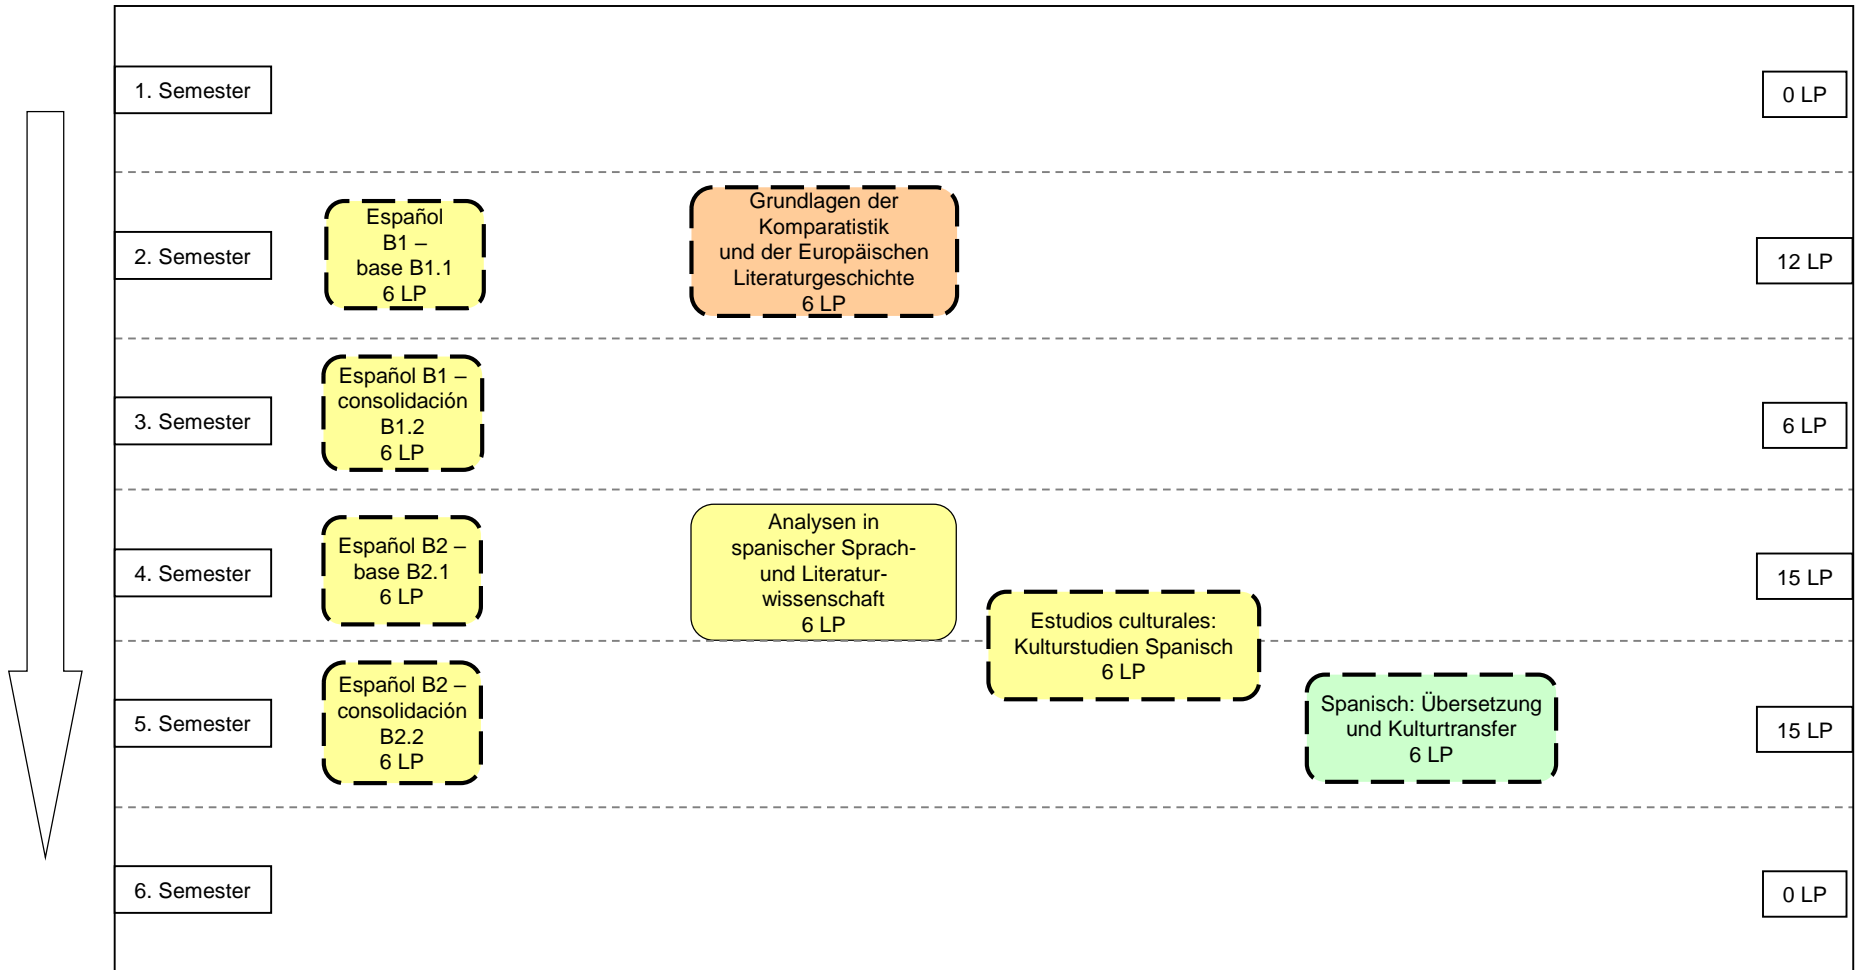 1. Semester
0 LP
2. Semester
Español
B1 –
base B1.1
6 LP
Grundlagen der
Komparatistik
und der Europäischen
Literaturgeschichte
6 LP
12 LP
3. Semester
Español B1 –
consolidación
B1.2
6 LP
6 LP
4. Semester
Español B2 –
base B2.1
6 LP
Analysen in
spanischer Sprach-
und Literatur-
wissenschaft
6 LP
Estudios culturales:
Kulturstudien Spanisch
6 LP
15 LP
5. Semester
Español B2 –
consolidación
B2.2
6 LP
Spanisch: Übersetzung
und Kulturtransfer
6 LP
15 LP
6. Semester
0 LP